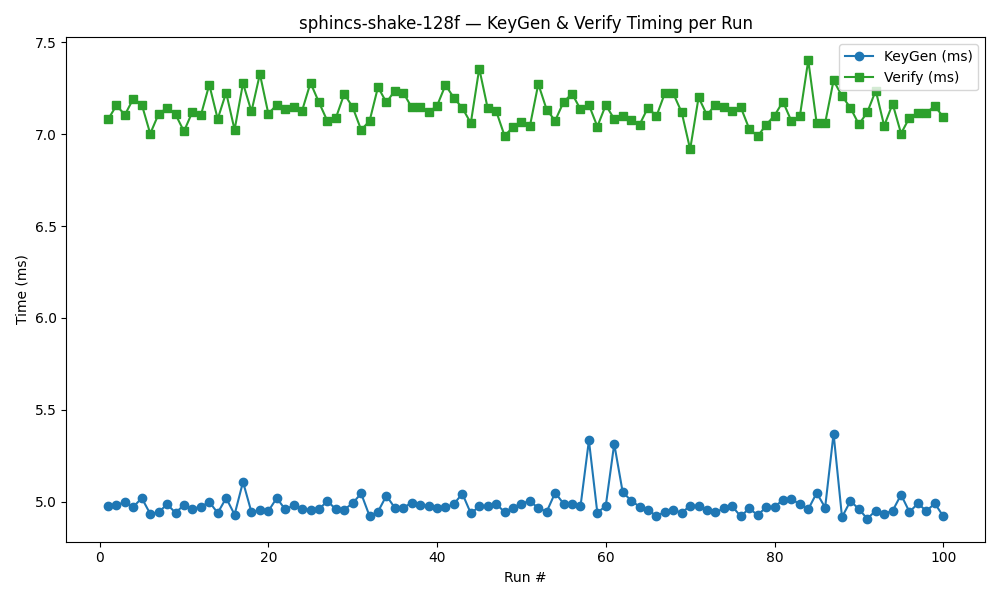 sphincs-shake-128f — KeyGen & Verify Timing per Run
KeyGen (ms)
Verify (ms)
Time (ms)
7.5
7.0
6.5
6.0
5.5
5.0
0 20 40 60 80 100
Run #